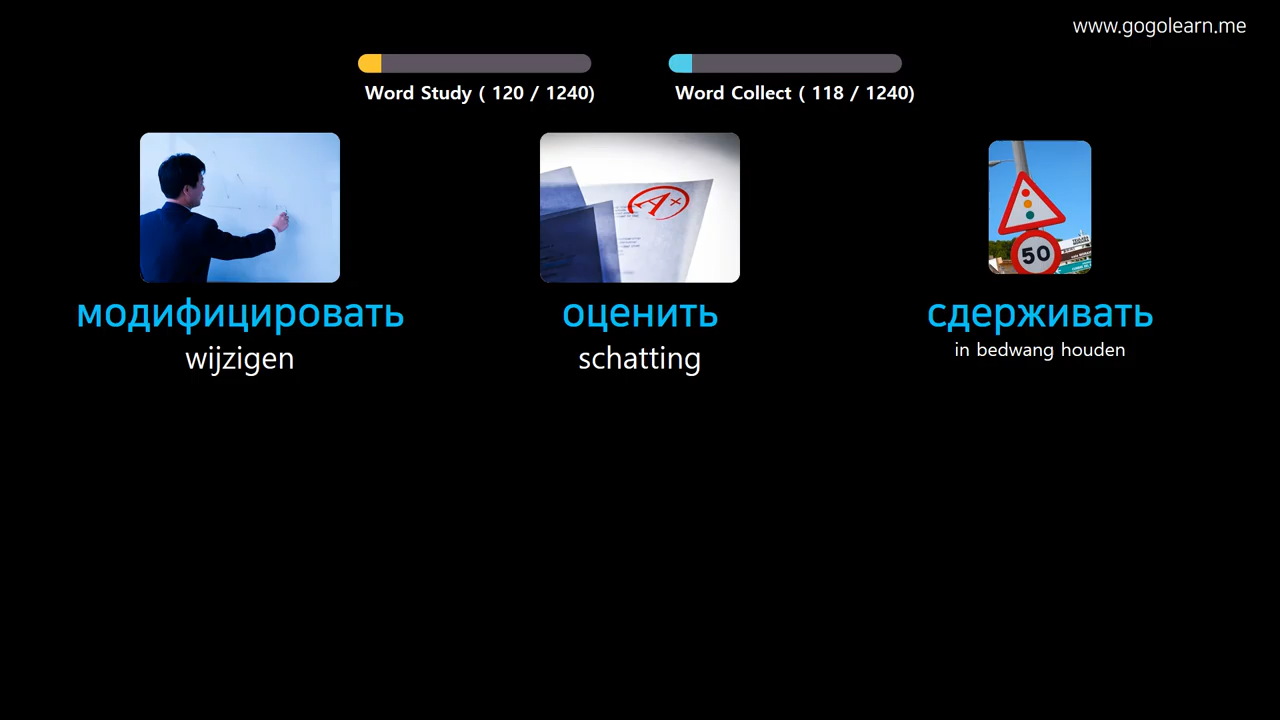 www.gogolearn.me
Word Study ( 120 / 1240)
Word Collect ( 118 / 1240)
A+
50
модифицировать
оценить
сдерживать
wijzigen
schatting
in bedwang houden